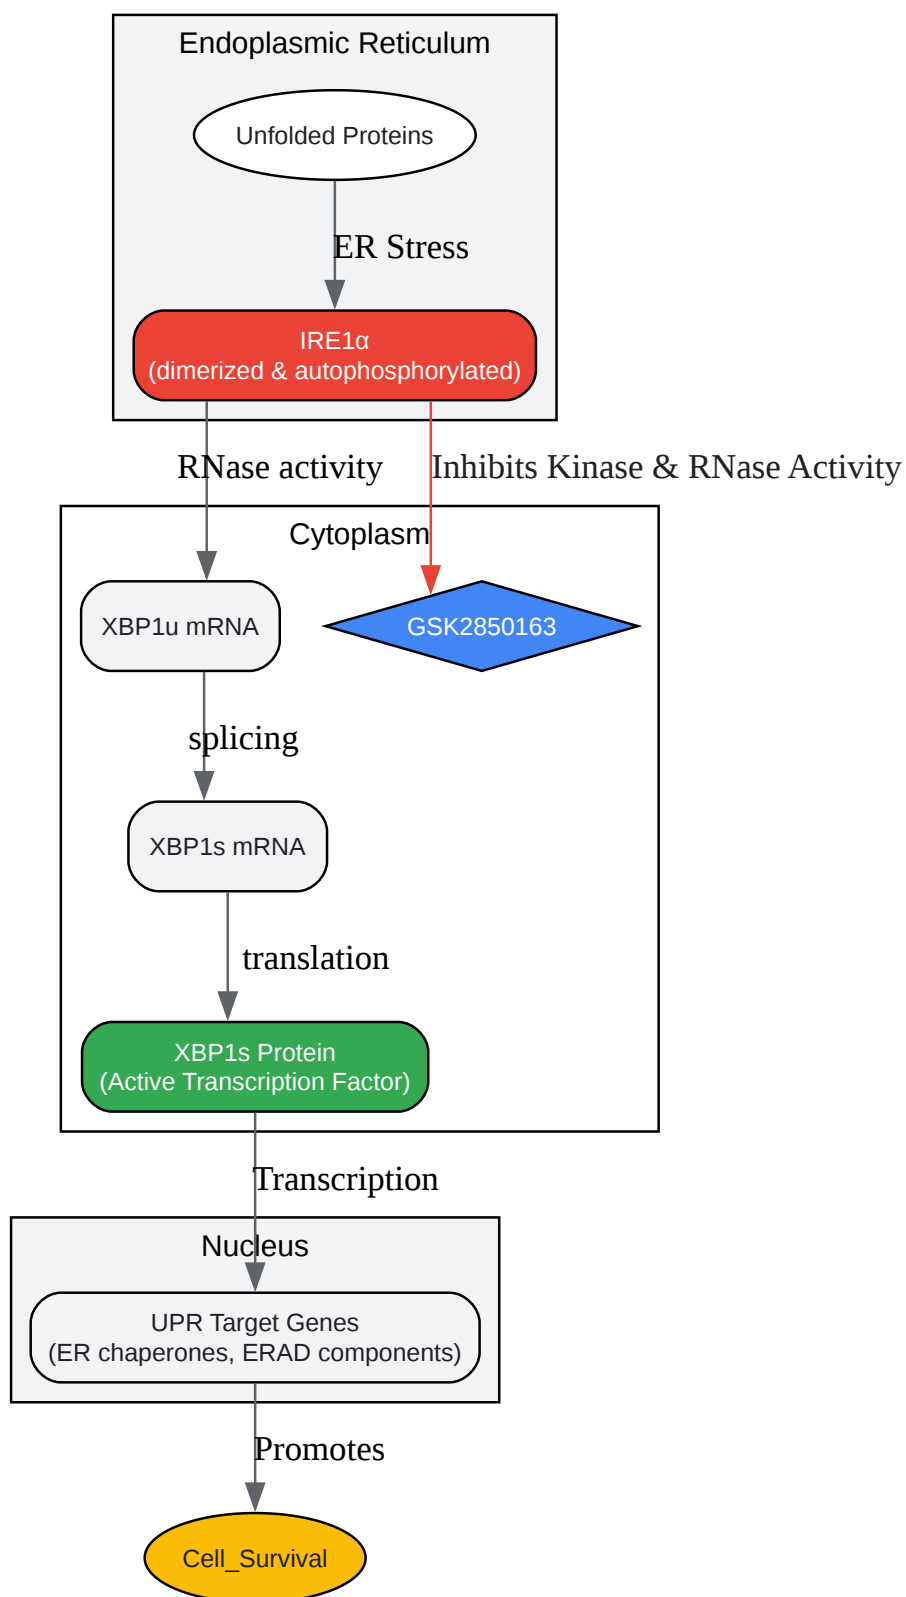 Endoplasmic Reticulum
Unfolded Proteins
ER Stress
IRE1α
(dimerized & autophosphorylated)
RNase activity
Inhibits Kinase & RNase Activity
Cytoplasm
XBP1u mRNA
GSK2850163
splicing
XBP1s mRNA
translation
XBP1s Protein
(Active Transcription Factor)
Transcription
Nucleus
UPR Target Genes
(ER chaperones, ERAD components)
Promotes
Cell_Survival